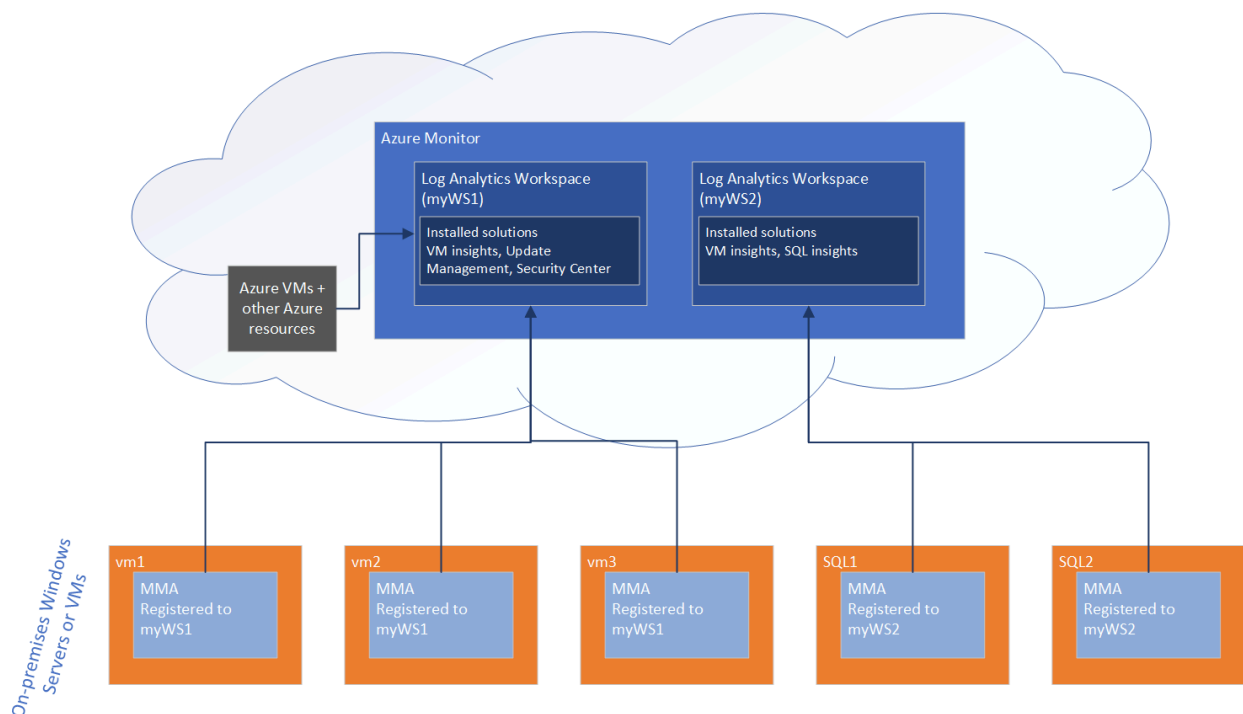 Azure Monitor
Log Analytics Workspace
(myWS1)
Installed solutions
VM insights, Update
Management, Security Center
Log Analytics Workspace
(myWS2)
Installed solutions
VM insights, SQL insights
Azure VMs +
other Azure
resources
On-premises Windows
Servers or VMs
vm1
MMA
Registered to
myWS1
vm2
MMA
Registered to
myWS1
vm3
MMA
Registered to
myWS1
SQL1
MMA
Registered to
myWS2
SQL2
MMA
Registered to
myWS2